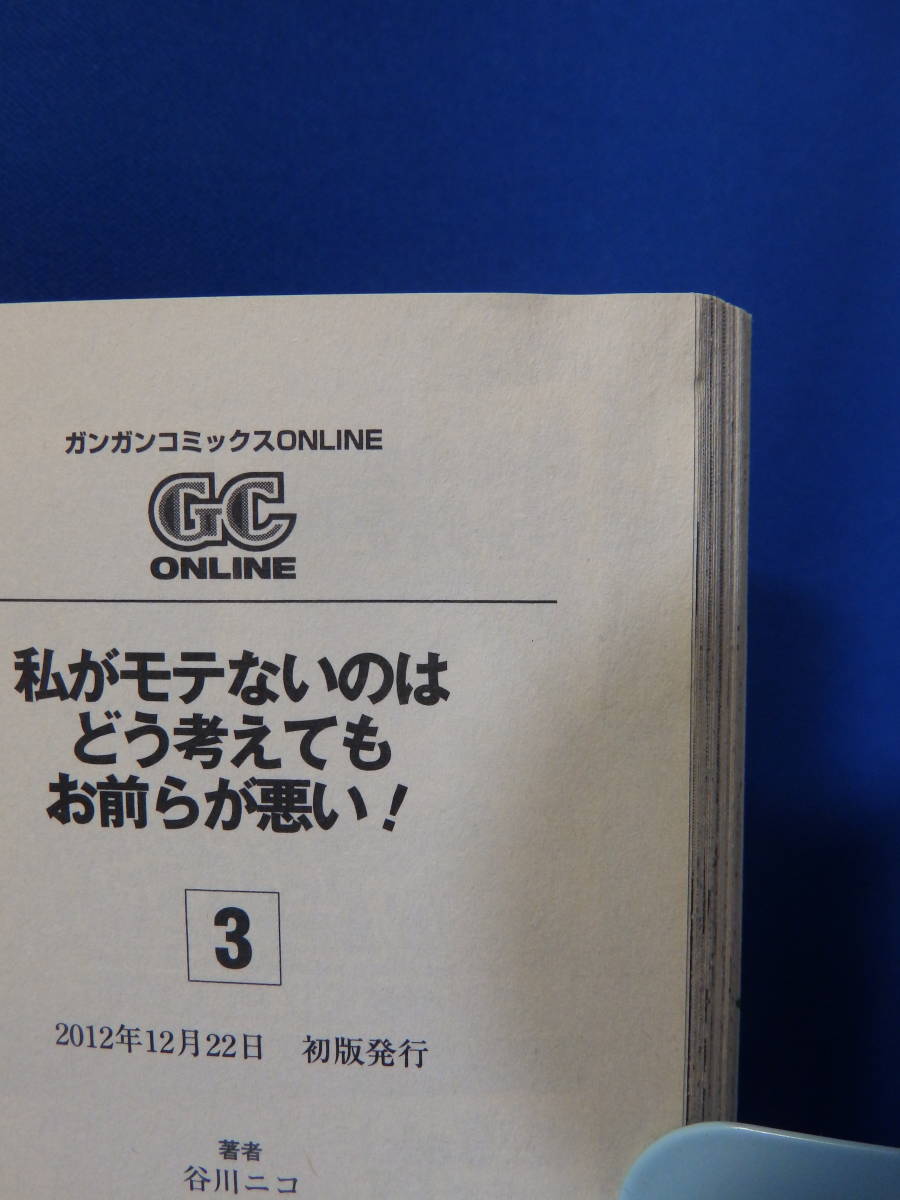 ガンガンコミックスONLINE
GC
ONLINE
私がモテないのは
どう考えても
お前らが悪い!
3
2012年12月22日　初版発行
著者
谷川ニコ